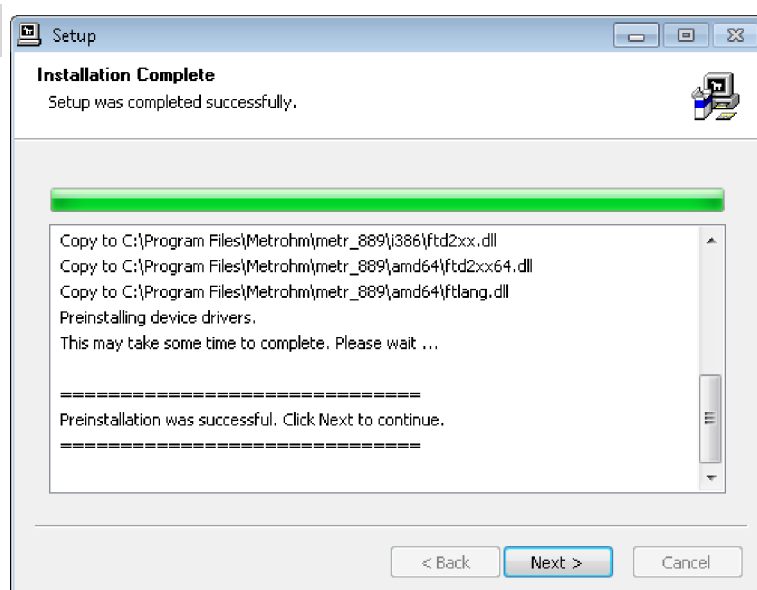 Setup
Installation Complete
Setup was completed successfully.
Copy to C:\Program Files\Metrohm\metr_889\i386\ftd2xx.dll
Copy to C:\Program Files\Metrohm\metr_889\amd64\ftd2xx64.dll
Copy to C:\Program Files\Metrohm\metr_889\amd64\ftlang.dll
Preinstalling device drivers.
This may take some time to complete. Please wait ...
==============================
Preinstallation was successful. Click Next to continue.
==============================
< Back Next > Cancel